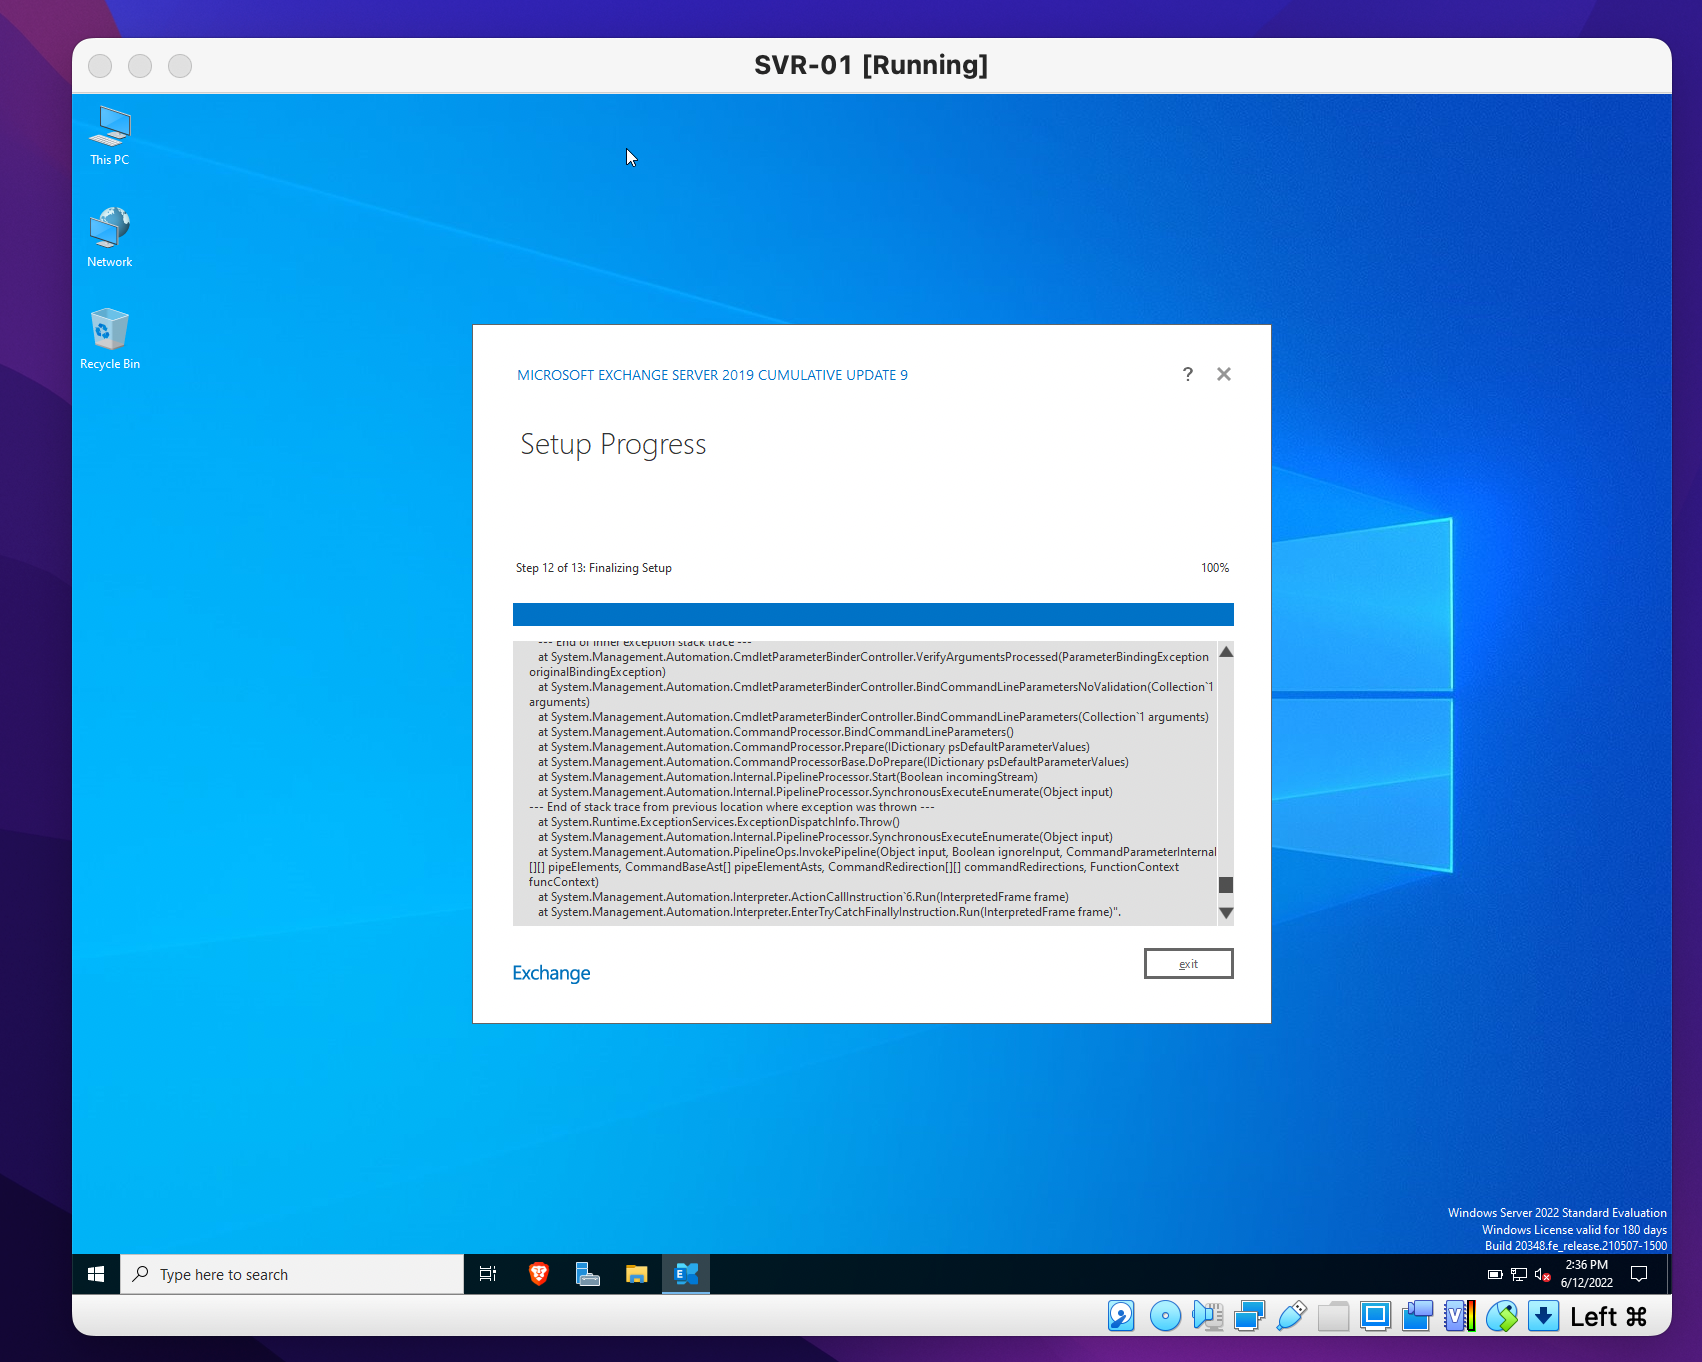 SVR-01 [Running]
This PC
Network
Recycle Bin
MICROSOFT EXCHANGE SERVER 2019 CUMULATIVE UPDATE 9
?
Setup Progress
Step 12 of 13: Finalizing Setup
100%
--- End of inner exception stack trace ---
at System.Management.Automation.CmdletParameterBinderController.VerifyArgumentsProcessed(ParameterBindingException
originalBindingException)
at System.Management.Automation.CmdletParameterBinderController.BindCommandLineParametersNoValidation(Collection`1
arguments)
at System.Management.Automation.CmdletParameterBinderController.BindCommandLineParameters(Collection`1 arguments)
at System.Management.Automation.CommandProcessor.BindCommandLineParameters()
at System.Management.Automation.CommandProcessor.Prepare(IDictionary psDefaultParameterValues)
at System.Management.Automation.CommandProcessorBase.DoPrepare(IDictionary psDefaultParameterValues)
at System.Management.Automation.Internal.PipelineProcessor.Start(Boolean incomingStream)
at System.Management.Automation.Internal.PipelineProcessor.SynchronousExecuteEnumerate(Object input)
--- End of stack trace from previous location where exception was thrown ---
at System.Runtime.ExceptionServices.ExceptionDispatchInfo.Throw()
at System.Management.Automation.Internal.PipelineProcessor.SynchronousExecuteEnumerate(Object input)
at System.Management.Automation.PipelineOps.InvokePipeline(Object input, Boolean ignoreInput, CommandParameterInternal
[][] pipeElements, CommandBaseAst[] pipeElementAsts, CommandRedirection[][] commandRedirections, FunctionContext
funcContext)
at System.Management.Automation.Interpreter.ActionCallInstruction`6.Run(InterpretedFrame frame)
at System.Management.Automation.Interpreter.EnterTryCatchFinallyInstruction.Run(InterpretedFrame frame)".
Exchange
exit
Windows Server 2022 Standard Evaluation
Windows License valid for 180 days
Build 20348.fe_release.210507-1500
Type here to search
2:36 PM
6/12/2022
Left ⌘